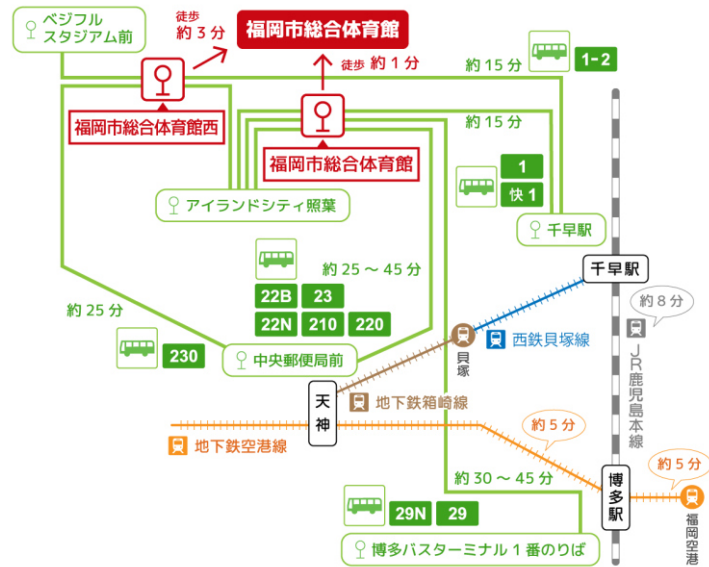 ベジフル
スタジアム前
徒歩
約3分
福岡市総合体育館
徒歩 約1分
約15分
1-2
福岡市総合体育館西
約15分
福岡市総合体育館
1
快1
アイランドシティ照葉
千早駅
千早駅
約25~45分
22B
23
22N
210
220
約25分
230
中央郵便局前
約8分
西鉄貝塚線
貝塚
JR鹿児島本線
天神
地下鉄箱崎線
地下鉄空港線
約5分
約5分
約30~45分
博多駅
29N
29
福岡空港
博多バスターミナル1番のりば